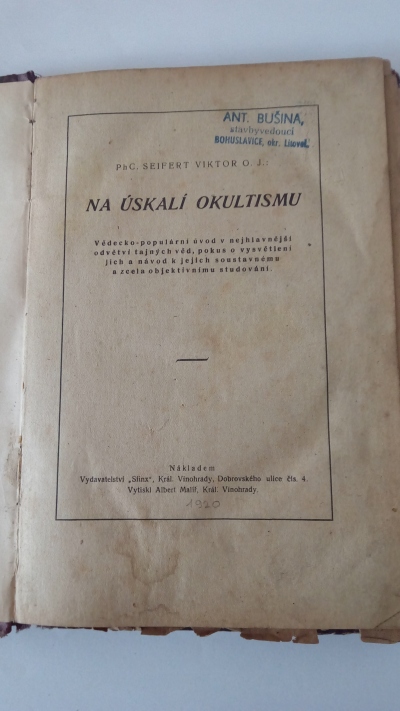 ANT. BUŠINA,
stavbyvedoucí
BOHUSLAVICE, okr. Litovel.
PhC. SEIFERT VIKTOR O. J.:
NA ÚSKALÍ OKULTISMU
Vědecko-populární úvod v nejhlavnější
odvětví tajných věd, pokus o vysvětlení
jich a návod k jejich soustavnému
a zcela objektivnímu studování.
Nákladem
Vydavatelství „Sfinx", Král. Vinohrady, Dobrovského ulice čís. 4.
Vytiskl Albert Malíř, Král. Vinohrady.
1920